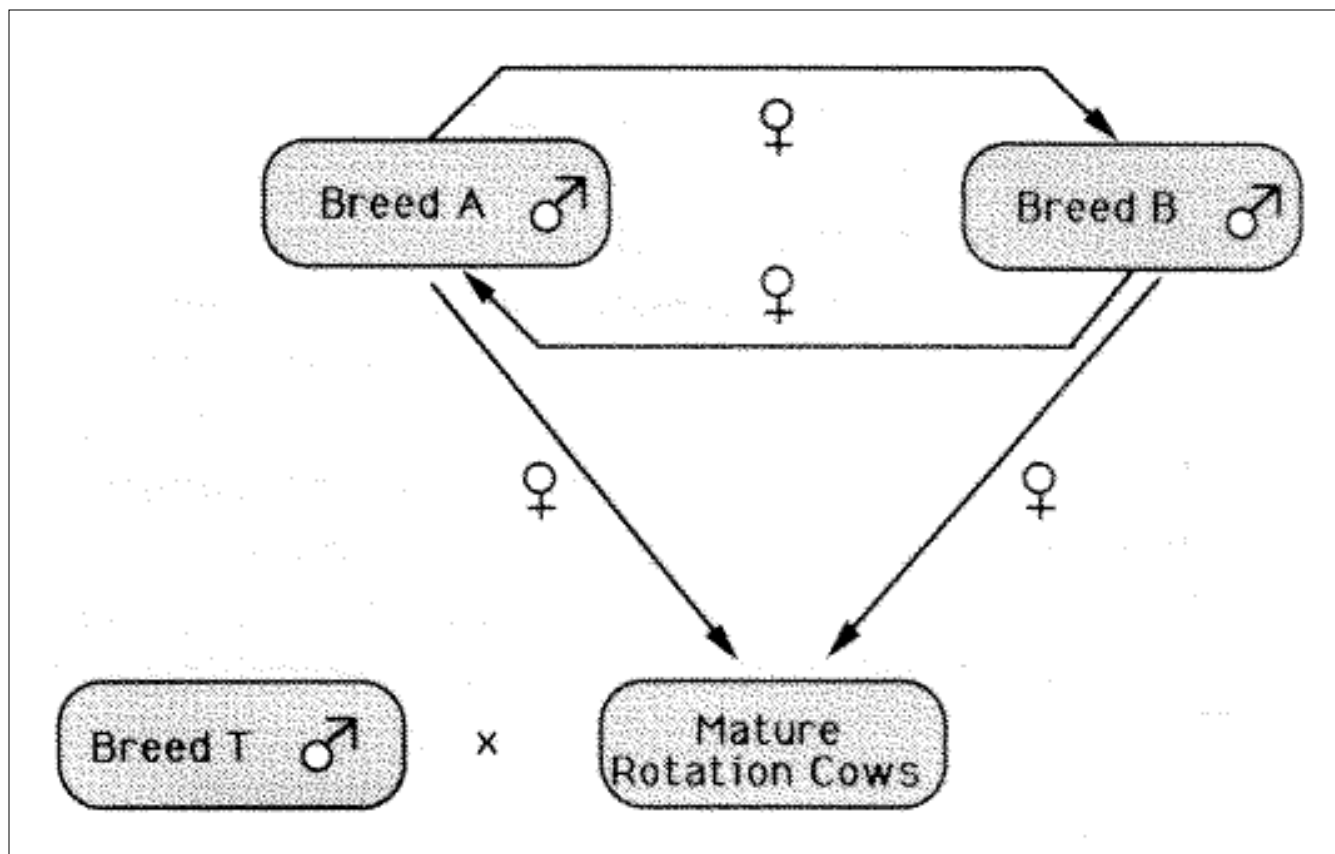 Breed A ♂
Breed B ♂
♀
♀
♀
♀
Breed T ♂
x
Mature
Rotation Cows